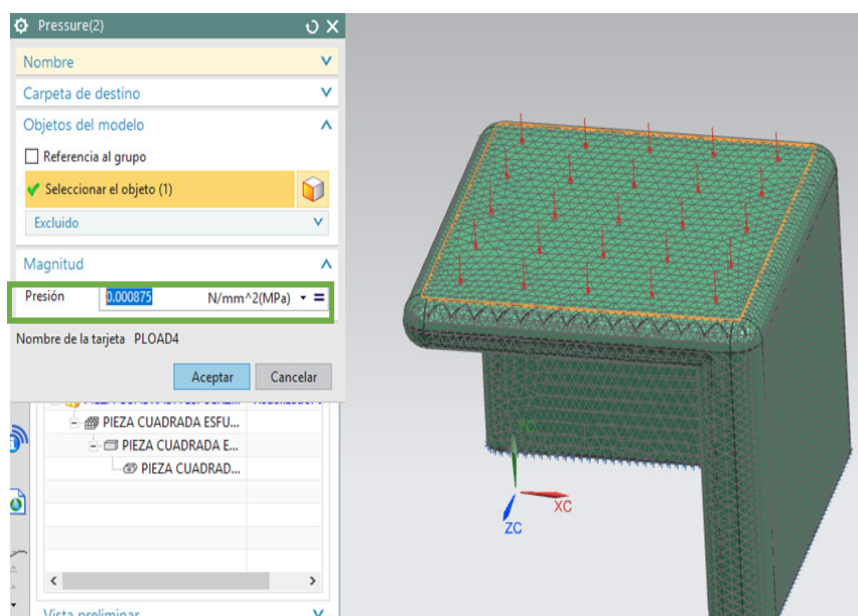 Pressure(2)
Nombre
Carpeta de destino
Objetos del modelo
Referencia al grupo
Seleccionar el objeto (1)
Excluido
Magnitud
Presión 0.000875 N/mm^2(MPa)
Nombre de la tarjeta PLOAD4
Aceptar Cancelar
PIEZA CUADRADA ESFU...
PIEZA CUADRADA E...
PIEZA CUADRAD...
Vista preliminar
XC
ZC